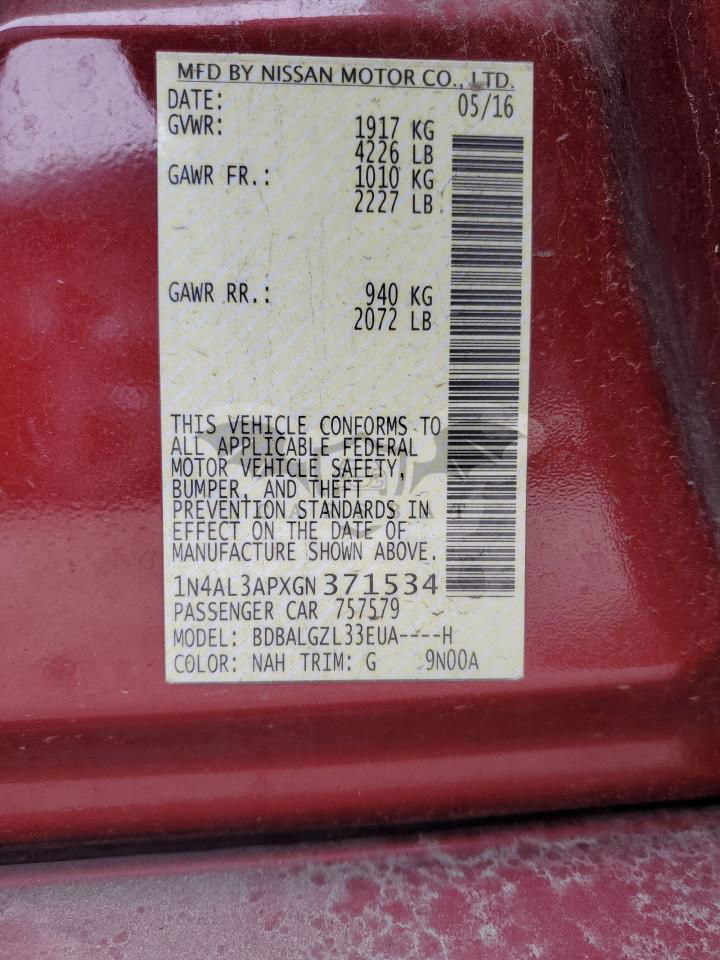 MFD BY NISSAN MOTOR CO., LTD.
DATE: 05/16
GVWR: 1917 KG
4226 LB
GAWR FR.: 1010 KG
2227 LB
GAWR RR.: 940 KG
2072 LB
THIS VEHICLE CONFORMS TO
ALL APPLICABLE FEDERAL
MOTOR VEHICLE SAFETY,
BUMPER, AND THEFT
PREVENTION STANDARDS IN
EFFECT ON THE DATE OF
MANUFACTURE SHOWN ABOVE.
1N4AL3APXGN371534
PASSENGER CAR 757579
MODEL: BDBALGZL33EUA----H
COLOR: NAH TRIM: G 9N00A